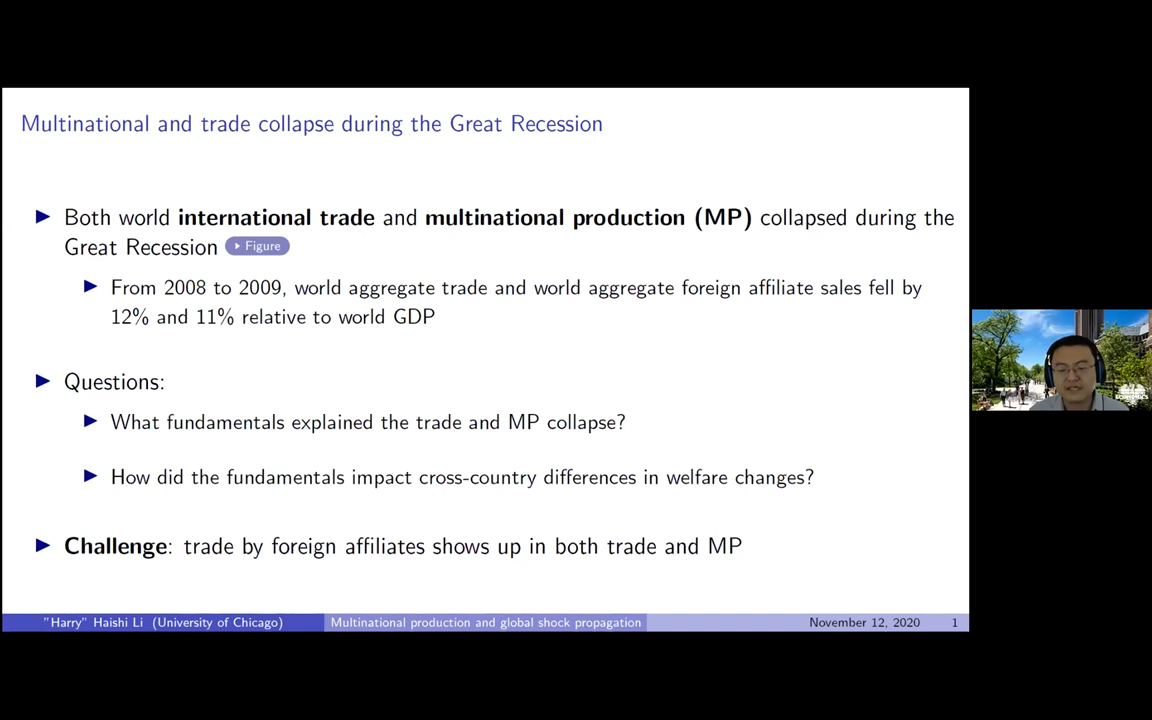 Multinational and trade collapse during the Great Recession
Both world international trade and multinational production (MP) collapsed during the
Great Recession Figure
From 2008 to 2009, world aggregate trade and world aggregate foreign affiliate sales fell by
12% and 11% relative to world GDP
Questions:
What fundamentals explained the trade and MP collapse?
How did the fundamentals impact cross-country differences in welfare changes?
Challenge: trade by foreign affiliates shows up in both trade and MP
"Harry" Haishi Li (University of Chicago) Multinational production and global shock propagation November 12, 2020 1